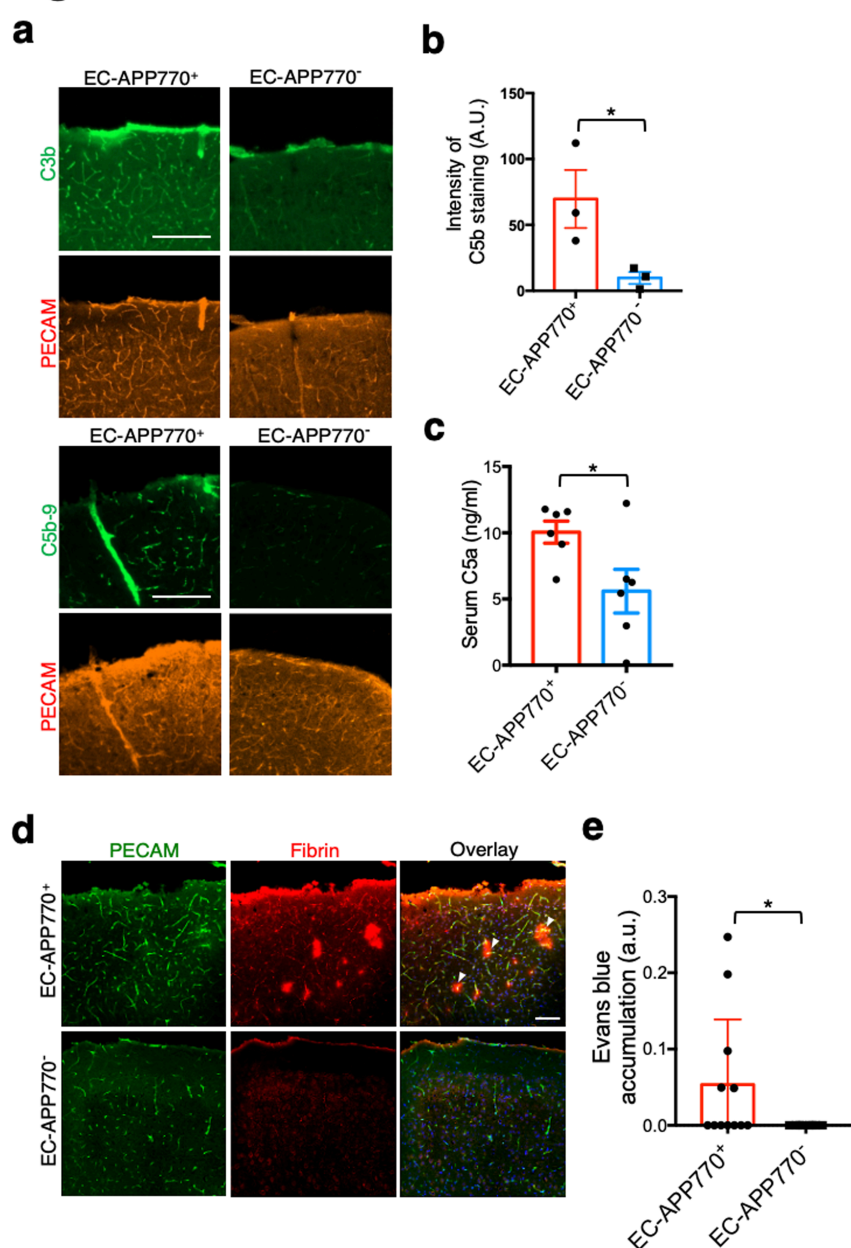 a
EC-APP770⁺
EC-APP770⁻
C3b
PECAM
EC-APP770⁺
EC-APP770⁻
C5b-9
PECAM
b
Intensity of
C5b staining (A.U.)
150
100
50
0
*
EC-APP770⁺
EC-APP770⁻
c
Serum C5a (ng/ml)
15
10
5
0
*
EC-APP770⁺
EC-APP770⁻
d
PECAM
Fibrin
Overlay
EC-APP770⁺
EC-APP770⁻
e
Evans blue
accumulation (a.u.)
0.3
0.2
0.1
0.0
*
EC-APP770⁺
EC-APP770⁻